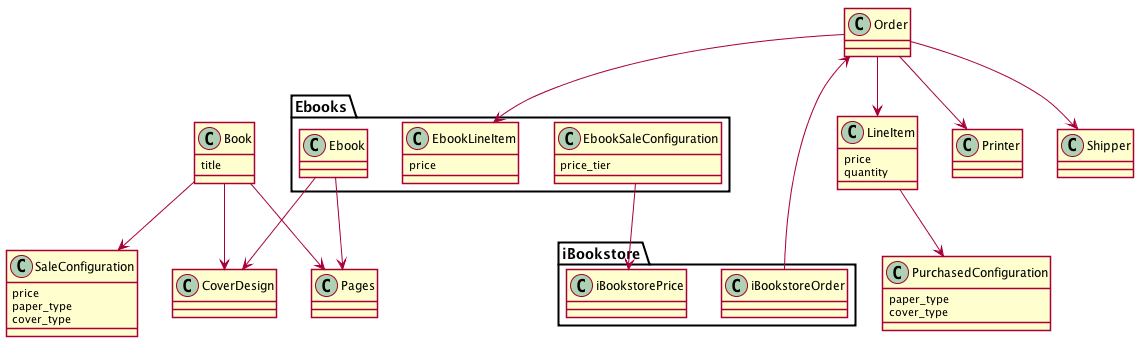 C Order
Ebooks
C Book
title
C Ebook
C EbookLineItem
price
C EbookSaleConfiguration
price_tier
C LineItem
price
quantity
C Printer
C Shipper
iBookstore
C SaleConfiguration
price
paper_type
cover_type
C CoverDesign
C Pages
C iBookstorePrice
C iBookstoreOrder
C PurchasedConfiguration
paper_type
cover_type